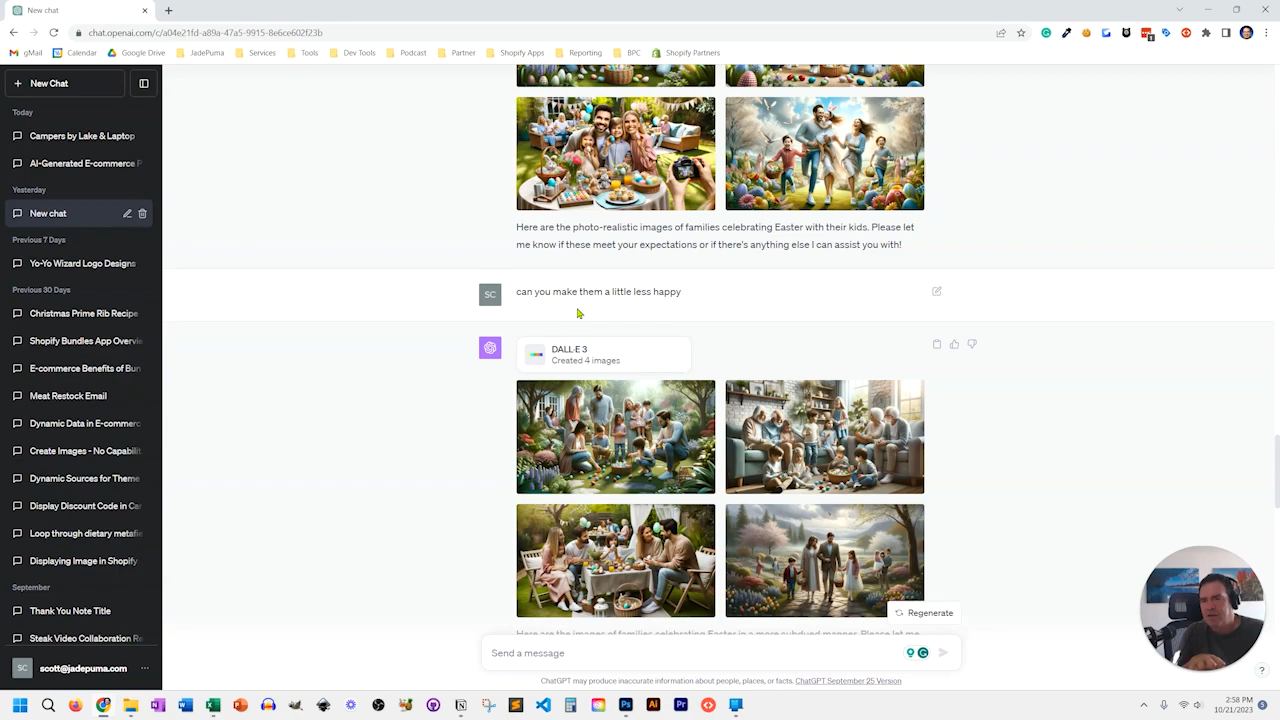 New chat
chat.openai.com/c/a04e21fd-a89a-47a5-9915-8e6ce602f23b
gMail
Calendar
Google Drive
JadePuma
Services
Tools
Dev Tools
Podcast
Partner
Shopify Apps
Reporting
BPC
Shopify Partners
New Chat
Today
Campers by Lake & Laptop
AI-Generated E-commerce P
Yesterday
New chat
Previous 7 Days
Yo-Yo Wizard Logo Designs
Previous 30 Days
Christmas Prime Rib Recipe
Shopify Bundles App Overvie
E-commerce Benefits of Bun
Meat Restock Email
Dynamic Data in E-commerc
Create Images - No Capabilit
Dynamic Sources for Theme
Display Discount Code in Car
Loop through dietary metafie
Displaying Image in Shopify
September
Thank You Note Title
SC
scott@jadepuma.com
Here are the photo-realistic images of families celebrating Easter with their kids. Please let
me know if these meet your expectations or if there's anything else I can assist you with!
SC
can you make them a little less happy
DALL·E 3
Created 4 images
Regenerate
Here are the images of families celebrating Easter in a more subdued manner. Please let me
Send a message
ChatGPT may produce inaccurate information about people, places, or facts. ChatGPT September 25 Version
?
2:58 PM
10/21/2023